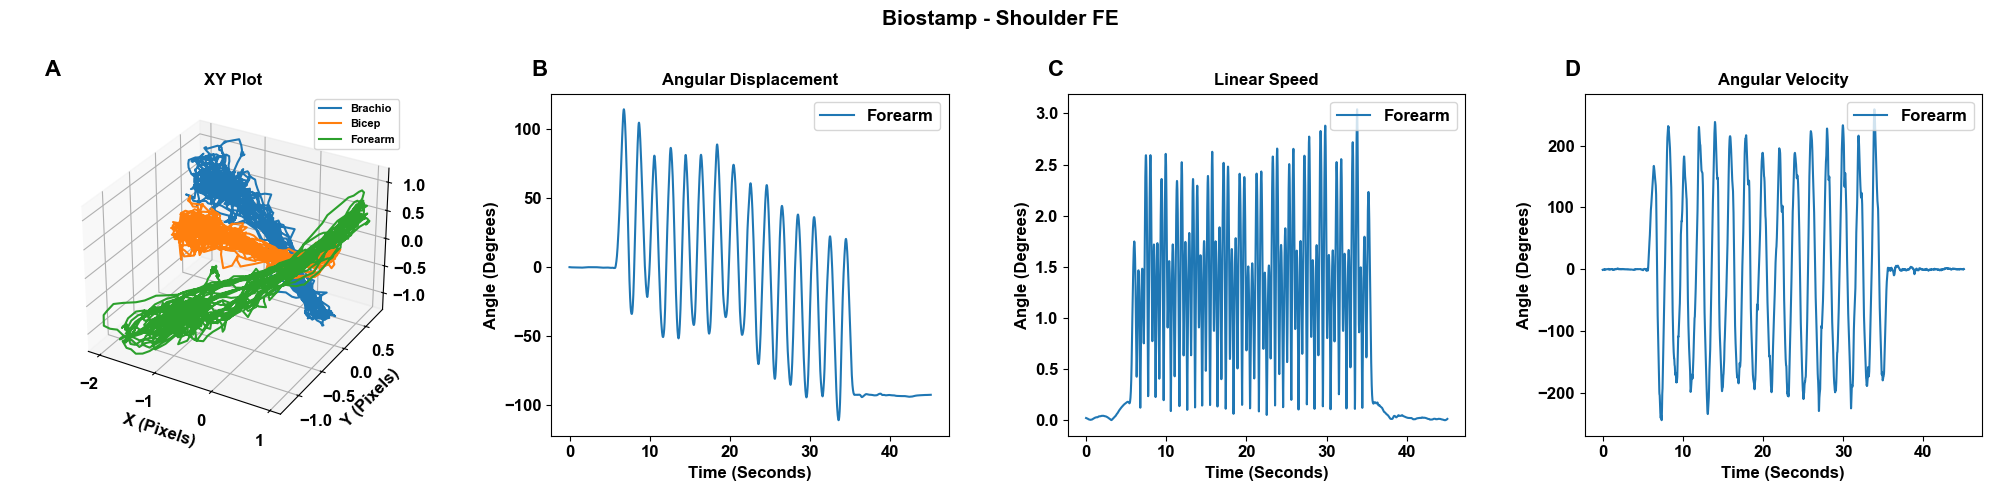 Biostamp - Shoulder FE
A
XY Plot
Brachio
Bicep
Forearm
1.0
0.5
0.0
−0.5
−1.0
0.5
0.0
−0.5
−1.0
Y (Pixels)
−2
−1
0
1
X (Pixels)
B
Angular Displacement
Forearm
100
50
0
−50
−100
Angle (Degrees)
0 10 20 30 40
Time (Seconds)
C
Linear Speed
Forearm
3.0
2.5
2.0
1.5
1.0
0.5
0.0
Angle (Degrees)
0 10 20 30 40
Time (Seconds)
D
Angular Velocity
Forearm
200
100
0
−100
−200
Angle (Degrees)
0 10 20 30 40
Time (Seconds)